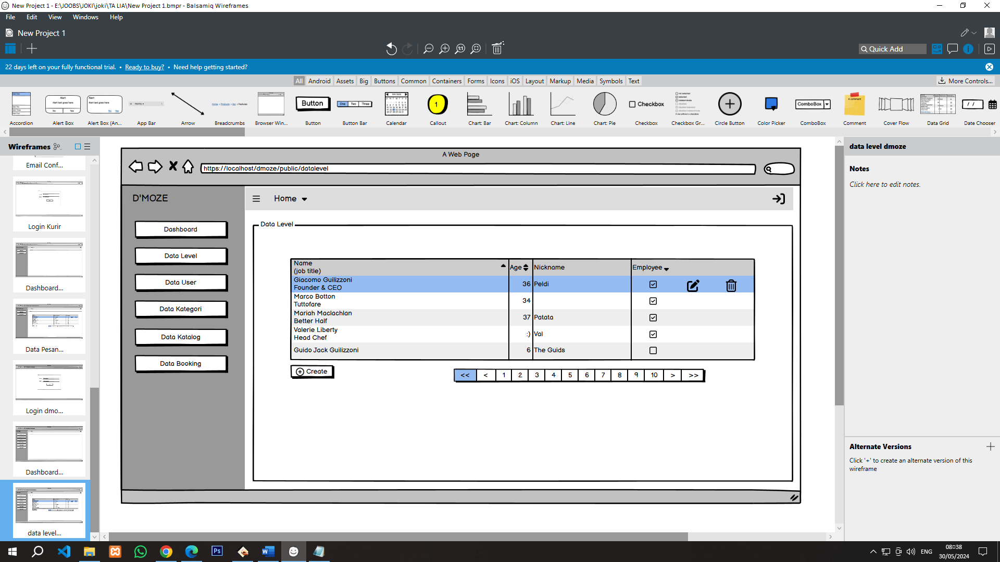 New Project 1 - E:\JOOBS\JOKI\joki\TA LIA\New Project 1.bmpr - Balsamiq Wireframes
File Edit View Windows Help
New Project 1
Quick Add
22 days left on your fully functional trial. • Ready to buy? • Need help getting started?
All Android Assets Big Buttons Common Containers Forms Icons iOS Layout Markup Media Symbols Text
More Controls...
Button
One Two Three
1
Checkbox
ComboBox
A comment
/ /
Accordion Alert Box Alert Box (An... App Bar Arrow Breadcrumbs Browser Win... Button Button Bar Calendar Callout Chart: Bar Chart: Column Chart: Line Chart: Pie Checkbox Checkbox Gr... Circle Button Color Picker ComboBox Comment Cover Flow Data Grid Date Chooser
Wireframes
Email Conf...
Login Kurir
Dashboard...
Data Pesan...
Login dmo...
Dashboard...
data level...
A Web Page
https://localhost/dmoze/public/datalevel
D'MOZE
Home
Dashboard
Data Level
Data User
Data Kategori
Data Katalog
Data Booking
Data Level
Name
(job title)
Age
Nickname
Employee
Giacomo Guilizzoni
Founder & CEO
36 Peldi
Marco Botton
Tuttofare
34
Mariah Maclachlan
Better Half
37 Patata
Valerie Liberty
Head Chef
:) Val
Guido Jack Guilizzoni 6 The Guids
Create
<< < 1 2 3 4 5 6 7 8 9 10 > >>
data level dmoze
Notes
Click here to edit notes.
Alternate Versions
Click '+' to create an alternate version of this
wireframe
ENG
08:38
30/05/2024